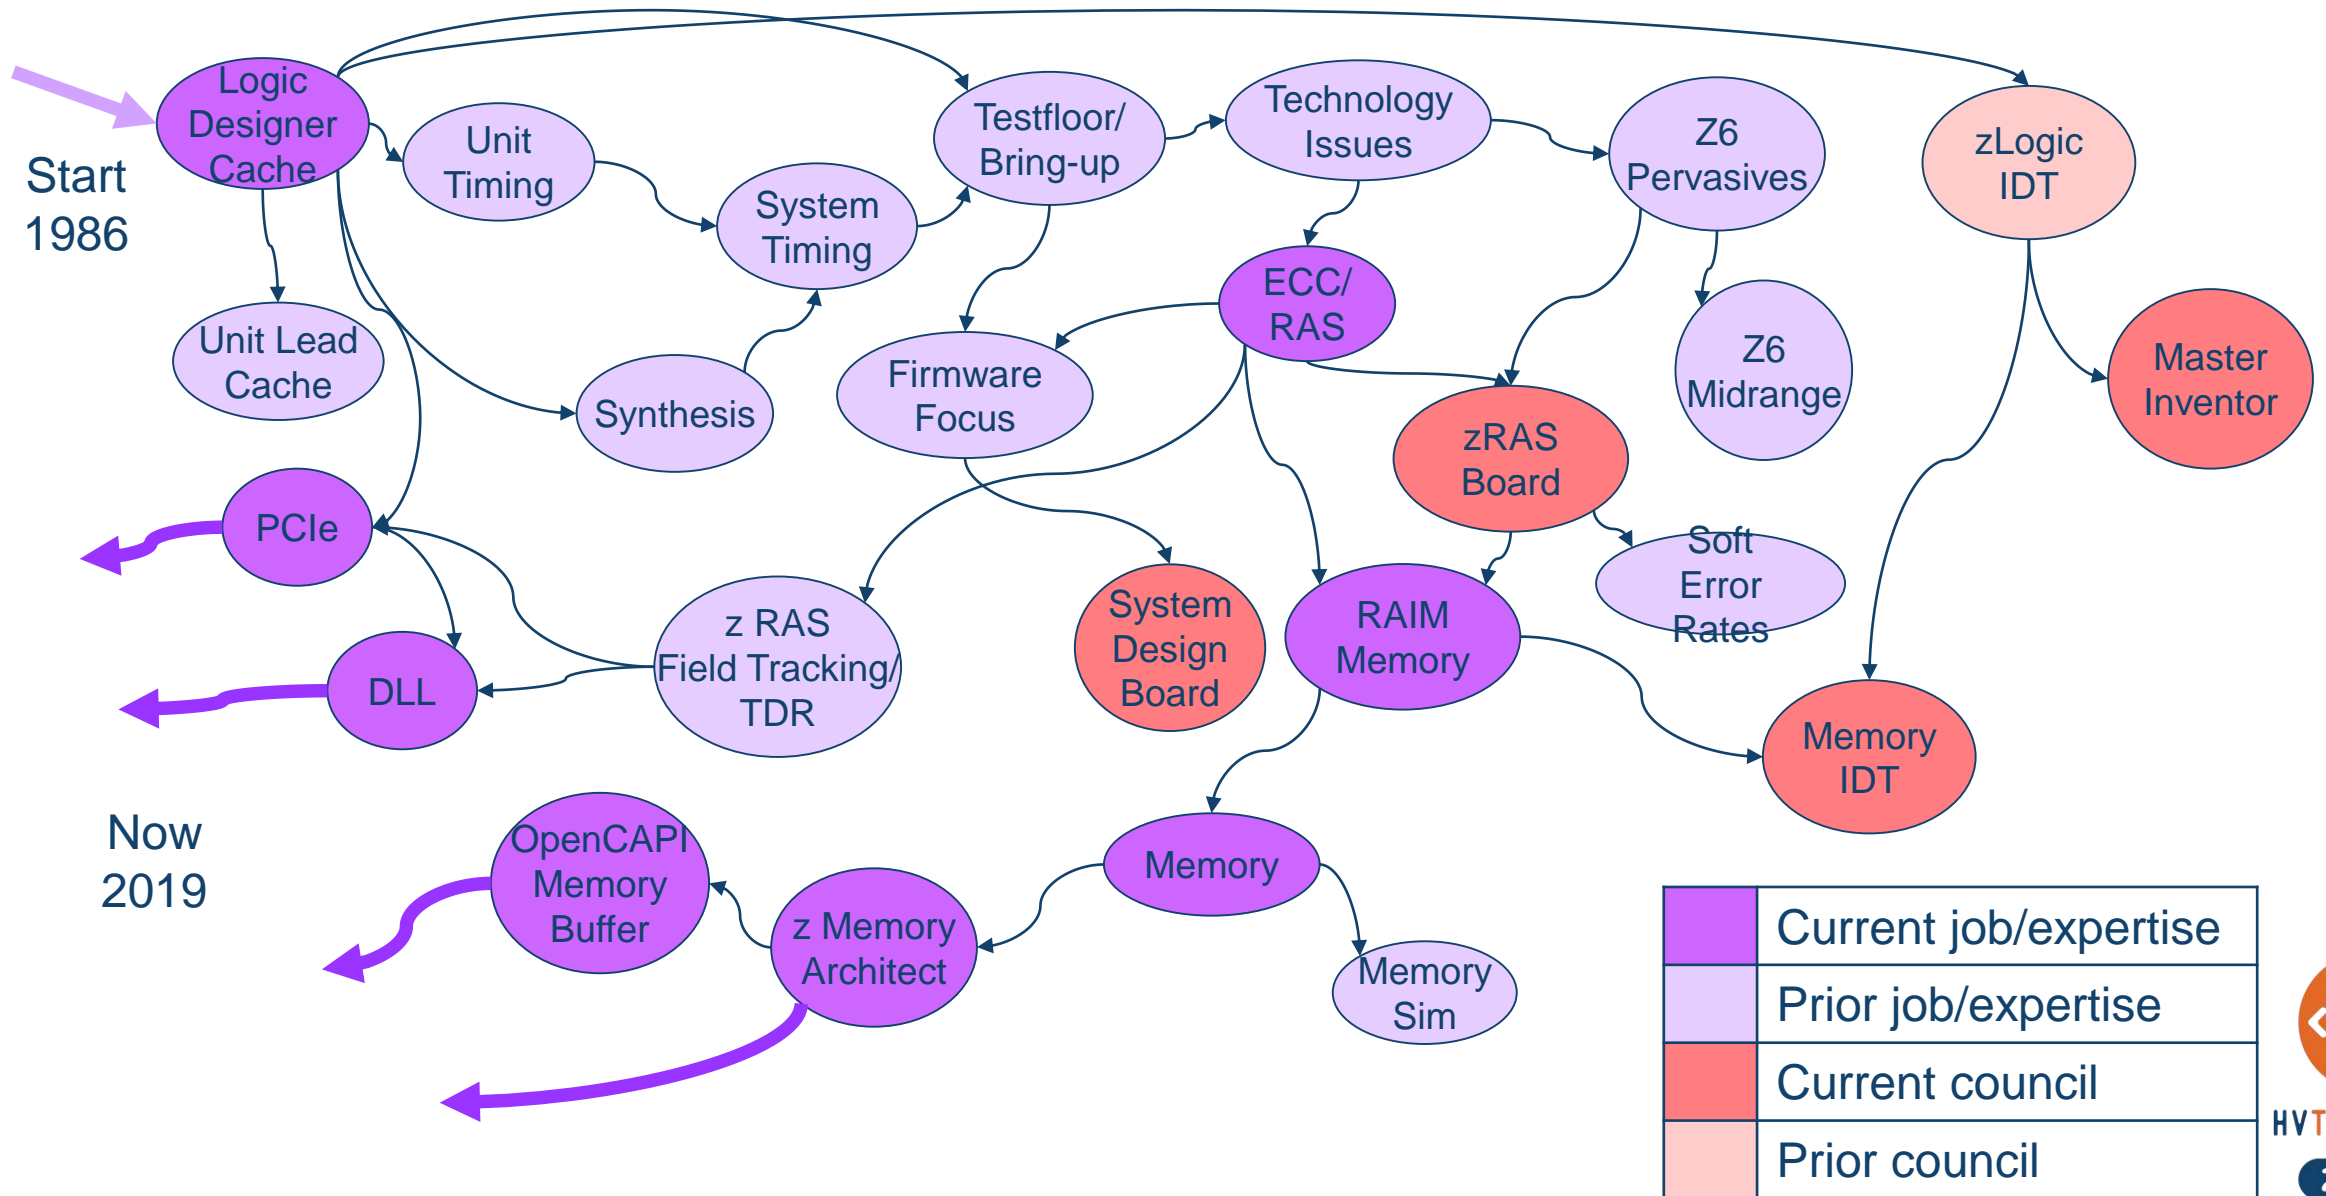 Logic
Designer
Cache
Start
1986
Unit
Timing
System
Timing
Testfloor/
Bring-up
Technology
Issues
Z6
Pervasives
zLogic
IDT
Unit Lead
Cache
Synthesis
Firmware
Focus
ECC/
RAS
Z6
Midrange
Master
Inventor
zRAS
Board
PCIe
Soft
Error
Rates
DLL
z RAS
Field Tracking/
TDR
System
Design
Board
RAIM
Memory
Memory
IDT
Now
2019
OpenCAPI
Memory
Buffer
z Memory
Architect
Memory
Memory
Sim
Current job/expertise
Prior job/expertise
Current council
Prior council
HVT